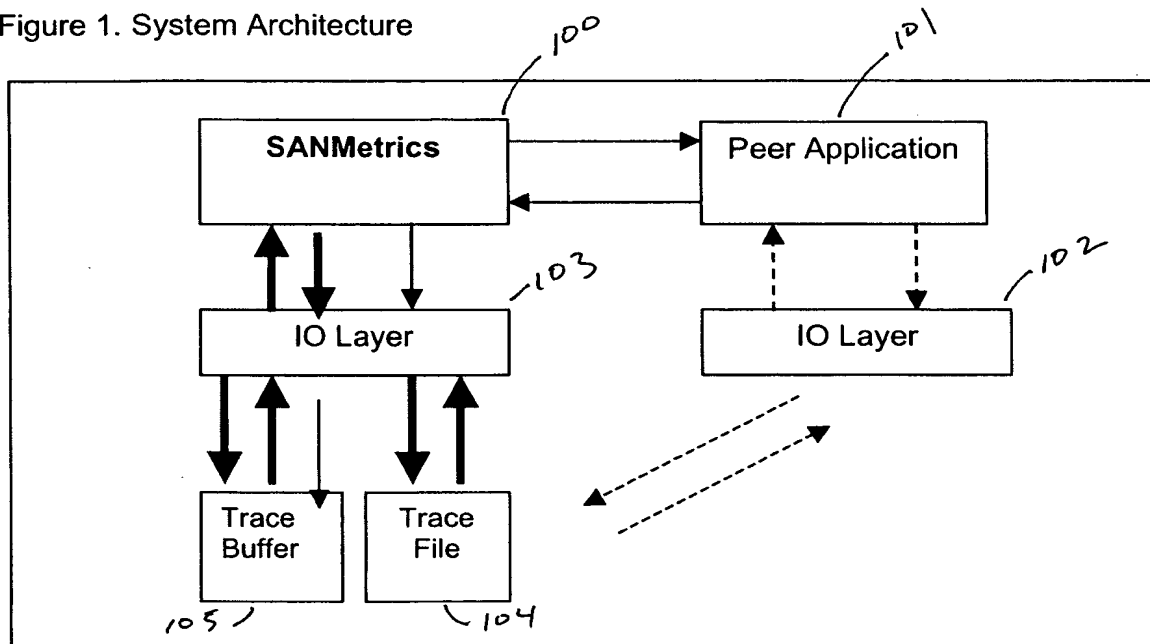 Figure 1. System Architecture
100
101
SANMetrics
Peer Application
103
102
IO Layer
IO Layer
Trace
Buffer
Trace
File
105
104